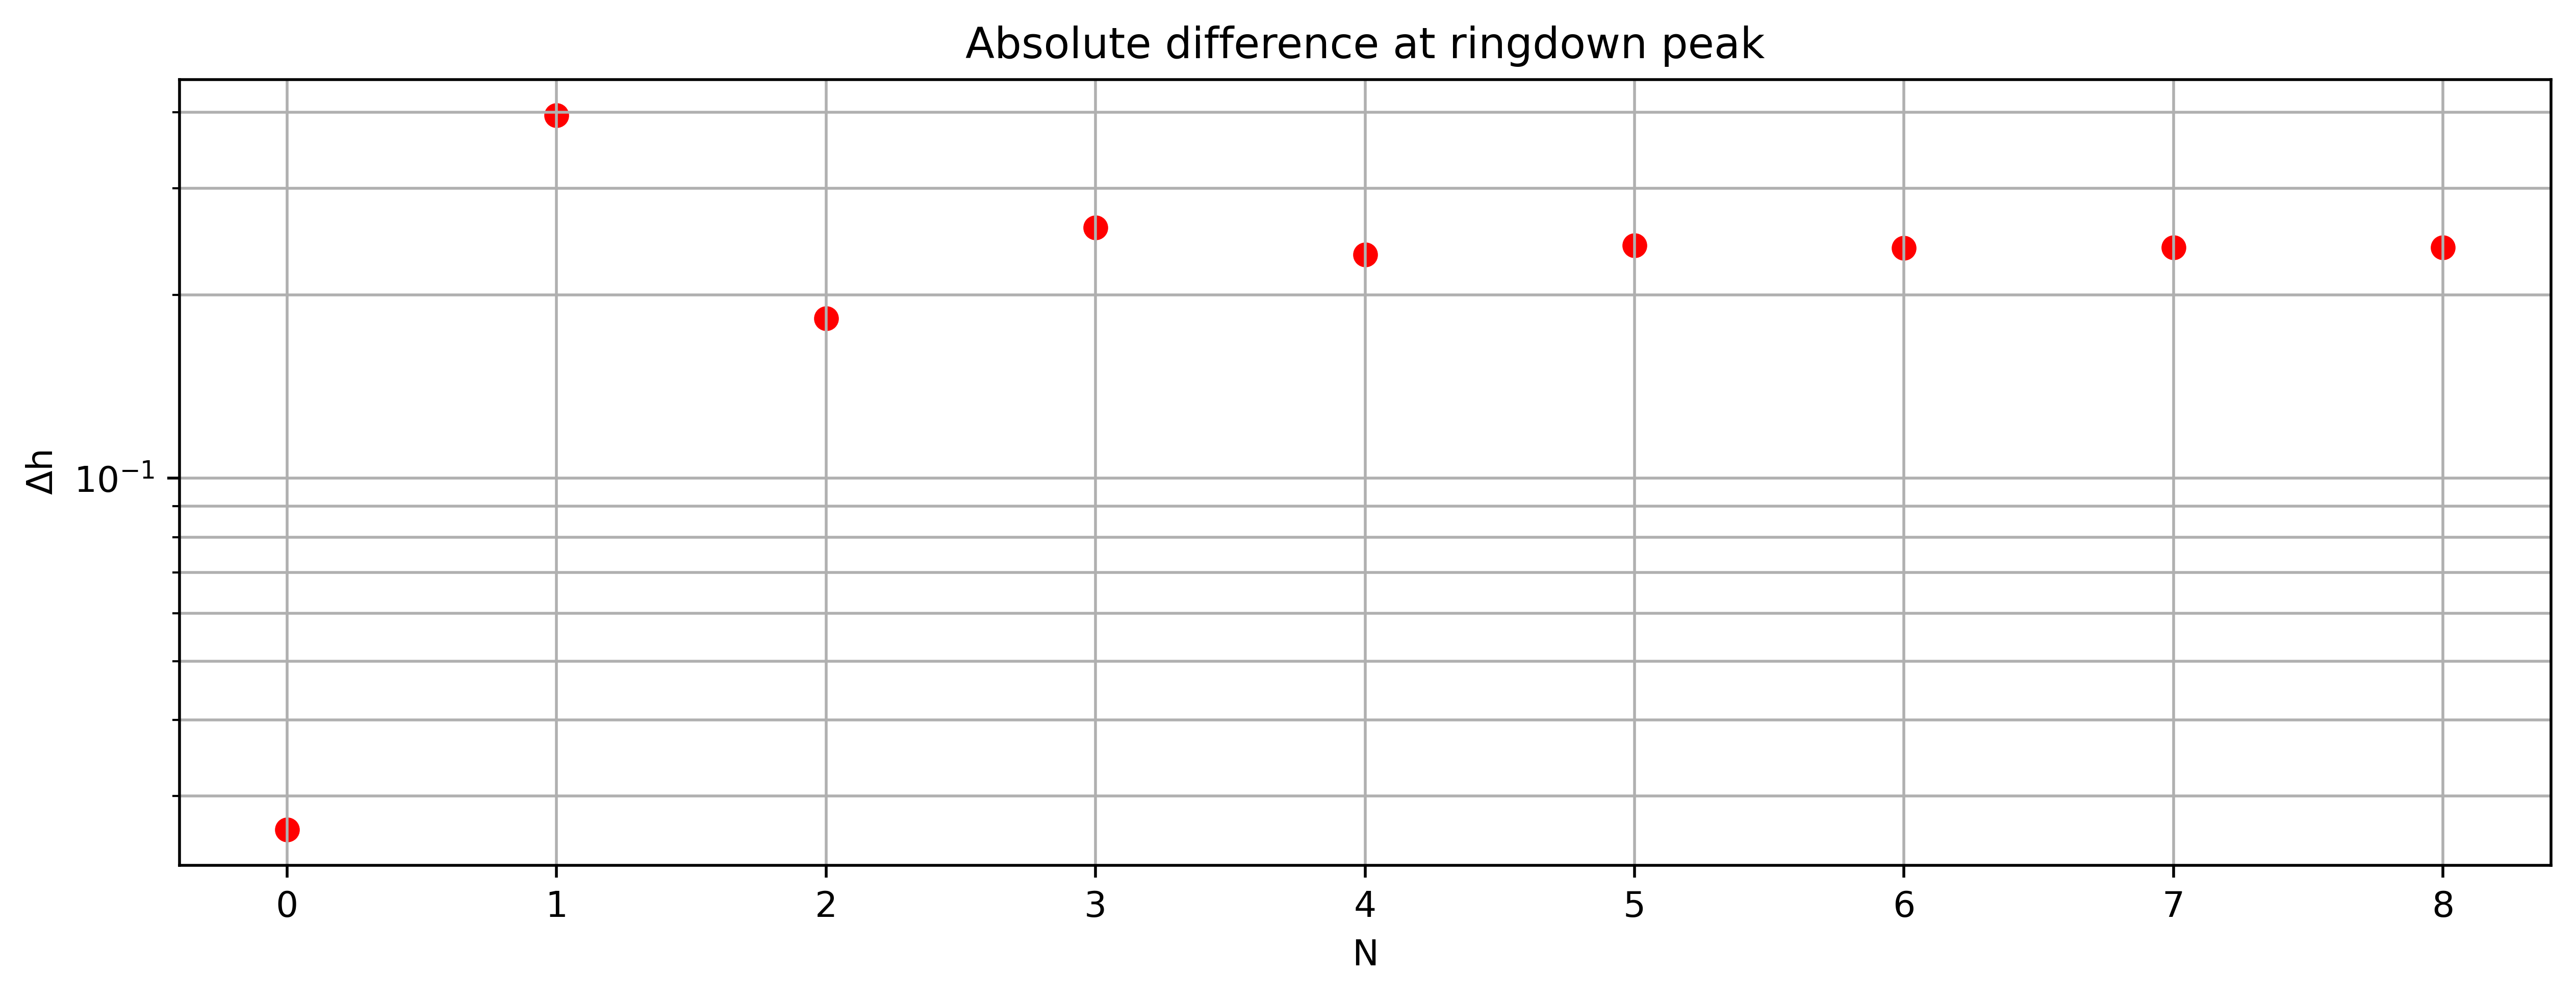 Absolute difference at ringdown peak
Δh
10⁻¹
0 1 2 3 4 5 6 7 8
N